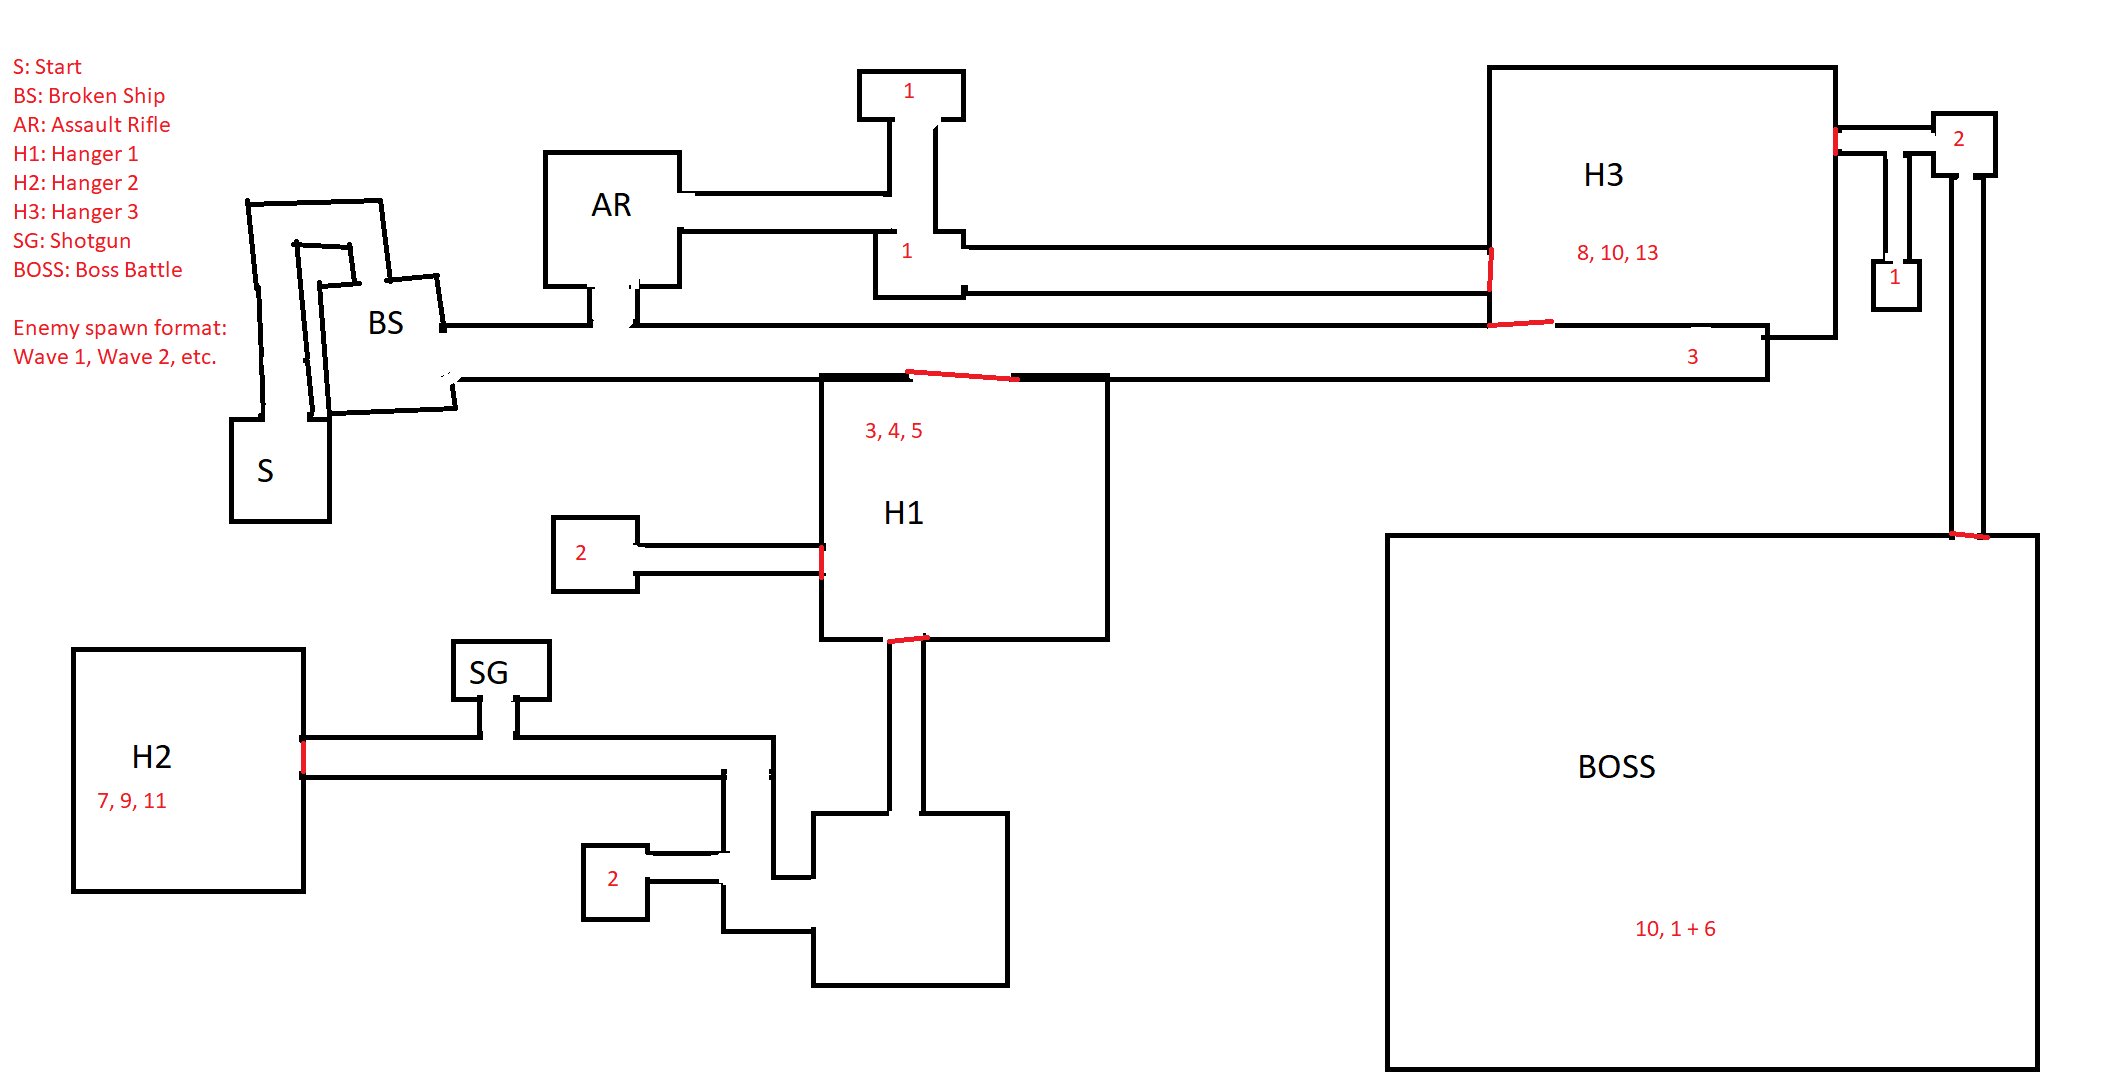 S: Start
BS: Broken Ship
AR: Assault Rifle
H1: Hanger 1
H2: Hanger 2
H3: Hanger 3
SG: Shotgun
BOSS: Boss Battle
Enemy spawn format:
Wave 1, Wave 2, etc.
1
2
H3
AR
1
8, 10, 13
1
BS
3
3, 4, 5
S
H1
2
SG
H2
BOSS
7, 9, 11
2
10, 1 + 6